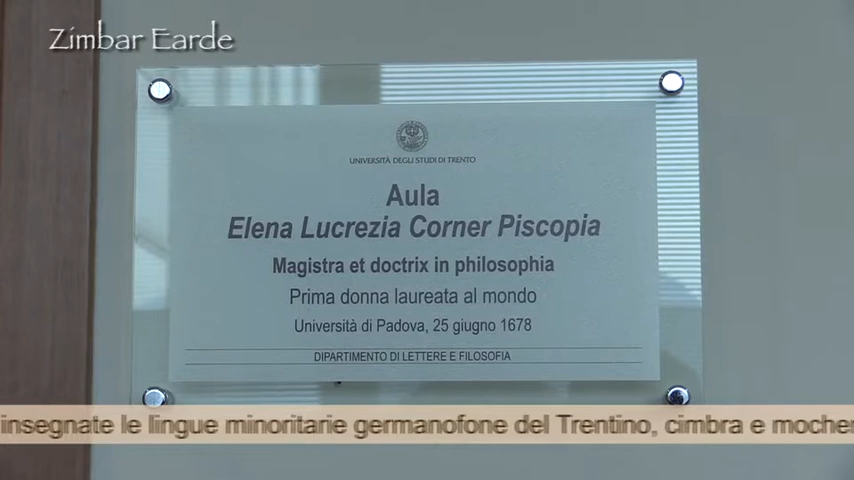 Zimbar Earde
UNIVERSITÀ DEGLI STUDI DI TRENTO
Aula
Elena Lucrezia Corner Piscopia
Magistra et doctrix in philosophia
Prima donna laureata al mondo
Università di Padova, 25 giugno 1678
DIPARTIMENTO DI LETTERE E FILOSOFIA
insegnate le lingue minoritarie germanofone del Trentino, cimbra e mocher